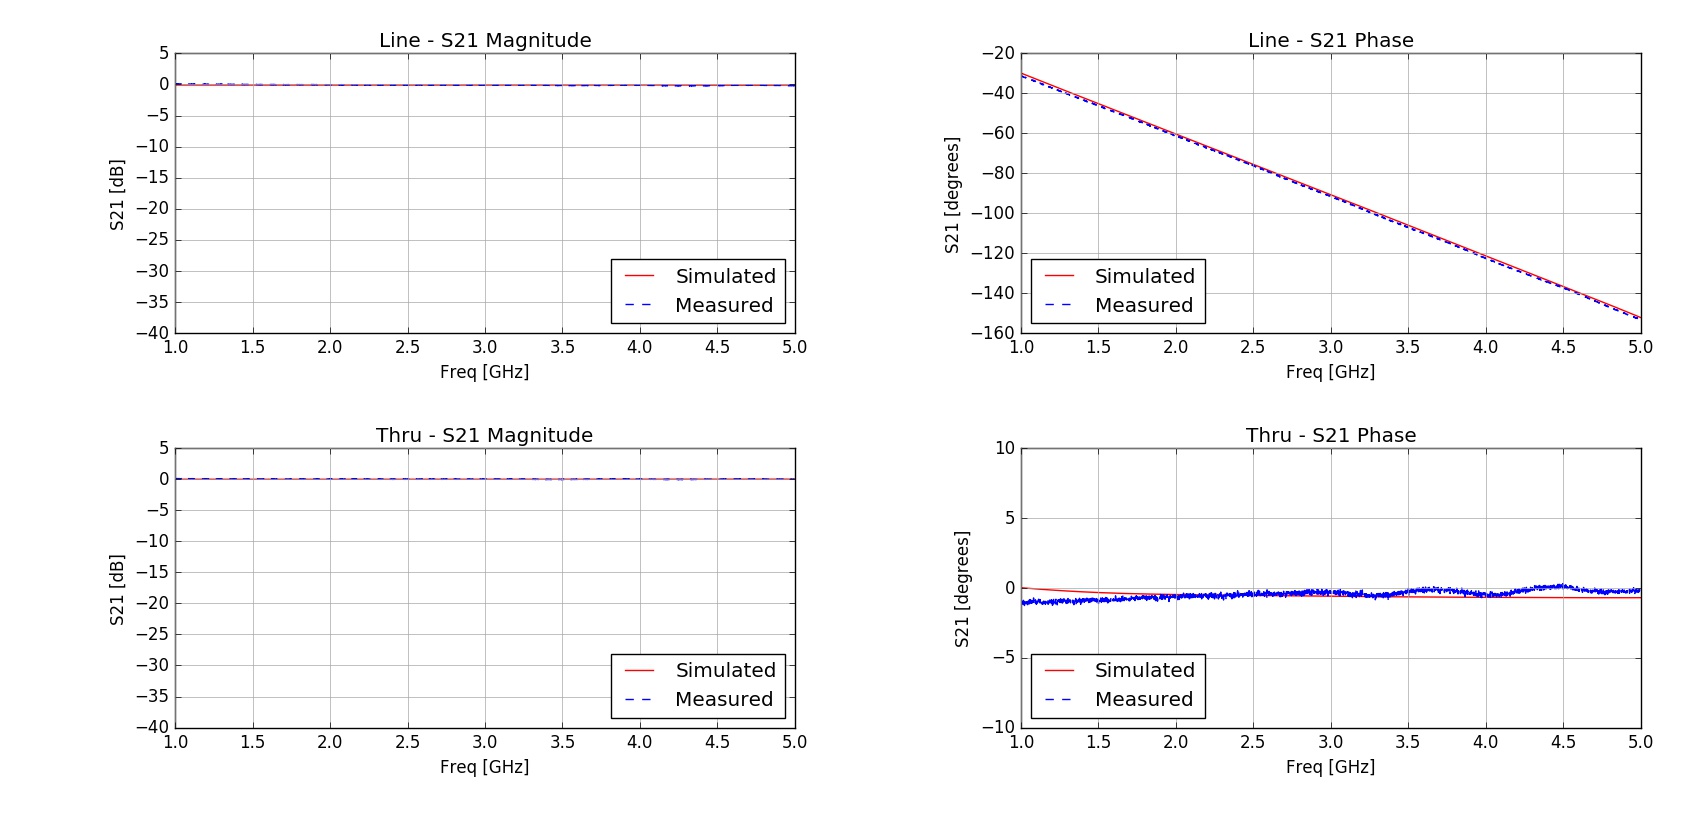 Line - S21 Magnitude
5
0
−5
−10
−15
−20
−25
−30
−35
−40
S21 [dB]
1.0 1.5 2.0 2.5 3.0 3.5 4.0 4.5 5.0
Freq [GHz]
Simulated
Measured
Line - S21 Phase
−20
−40
−60
−80
−100
−120
−140
−160
S21 [degrees]
1.0 1.5 2.0 2.5 3.0 3.5 4.0 4.5 5.0
Freq [GHz]
Simulated
Measured
Thru - S21 Magnitude
5
0
−5
−10
−15
−20
−25
−30
−35
−40
S21 [dB]
1.0 1.5 2.0 2.5 3.0 3.5 4.0 4.5 5.0
Freq [GHz]
Simulated
Measured
Thru - S21 Phase
10
5
0
−5
−10
S21 [degrees]
1.0 1.5 2.0 2.5 3.0 3.5 4.0 4.5 5.0
Freq [GHz]
Simulated
Measured